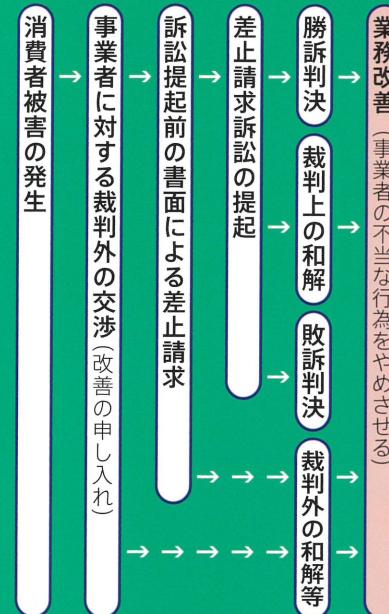 消費者被害の発生
→
事業者に対する裁判外の交渉(改善の申し入れ)
→
訴訟提起前の書面による差止請求
→
差止請求訴訟の提起
→
勝訴判決
→
→
裁判上の和解
→
→
敗訴判決
→ → →
→ → → → →
裁判外の和解等
→
→
業務改善(事業者の不当な行為をやめさせる)